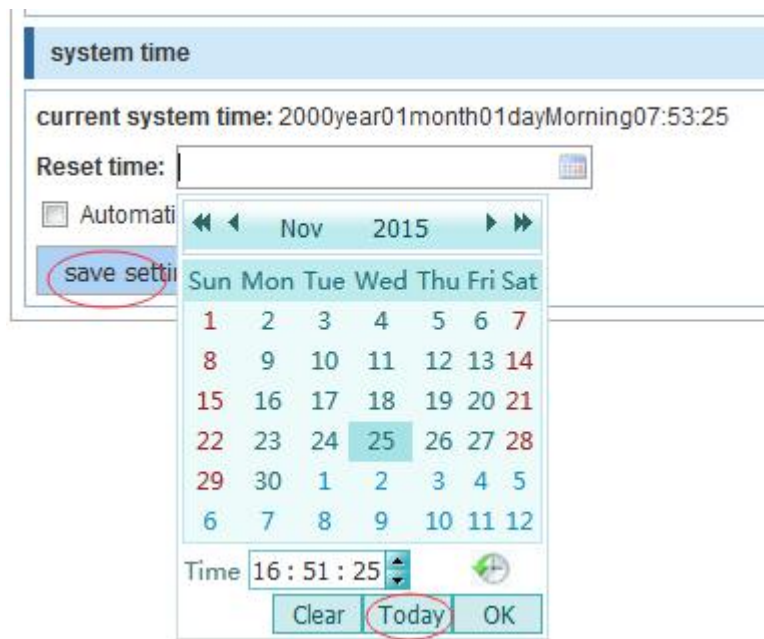 system time
current system time: 2000year01month01dayMorning07:53:25
Reset time:
Automati
save settin
Nov 2015
Sun Mon Tue Wed Thu Fri Sat
1 2 3 4 5 6 7
8 9 10 11 12 13 14
15 16 17 18 19 20 21
22 23 24 25 26 27 28
29 30 1 2 3 4 5
6 7 8 9 10 11 12
Time 16 : 51 : 25
Clear Today OK